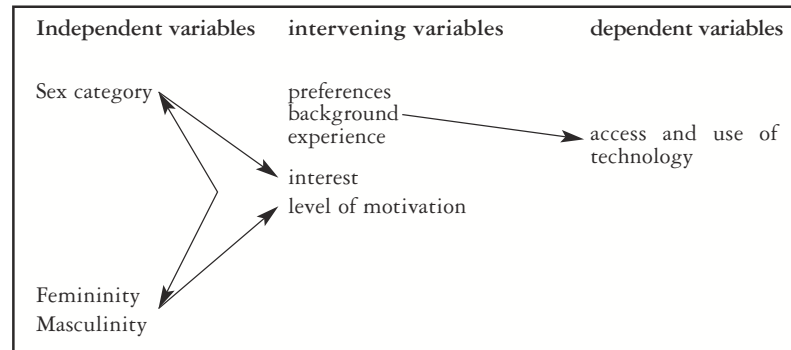 Independent variables
intervening variables
dependent variables
Sex category
preferences
background
experience
access and use of
technology
interest
level of motivation
Femininity
Masculinity